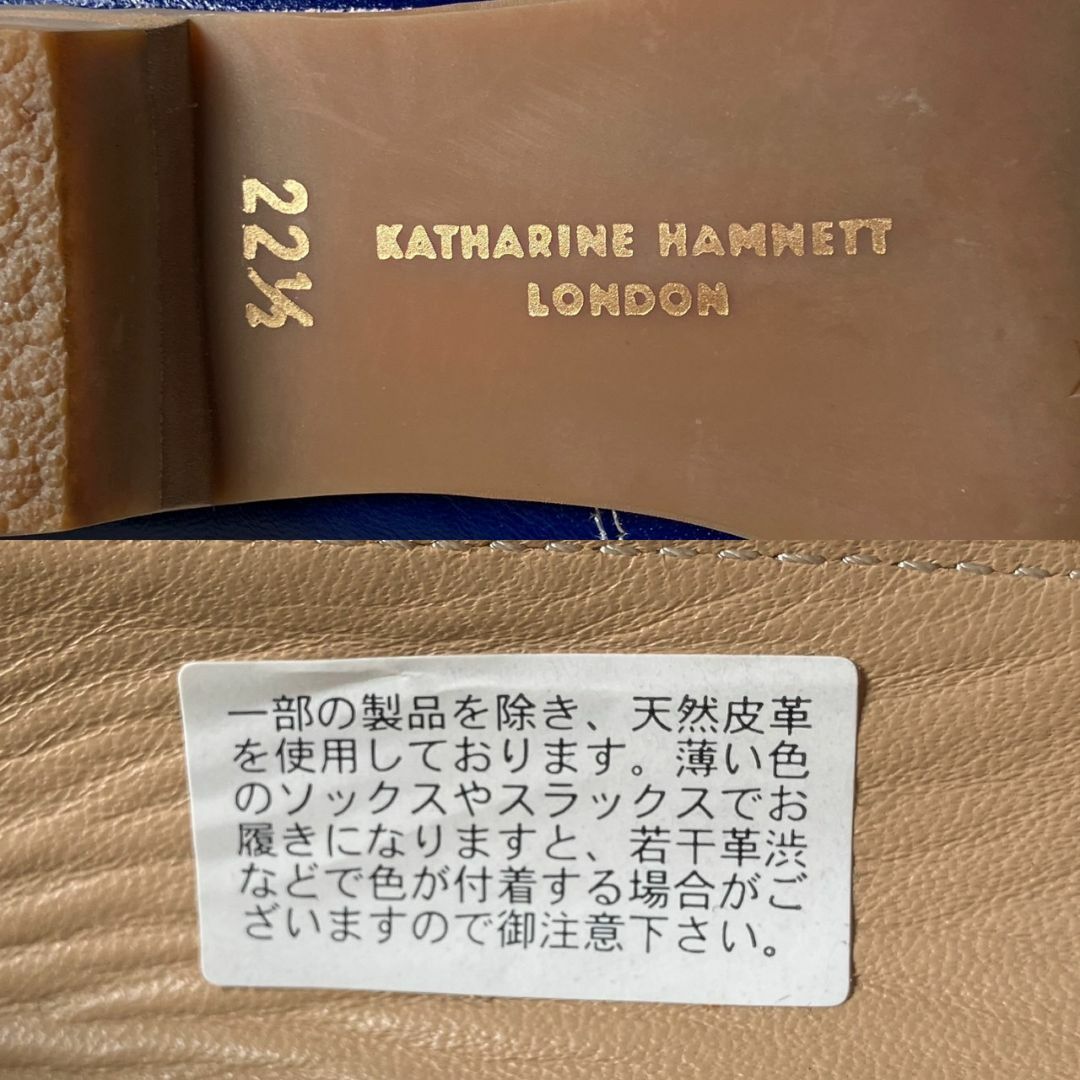 22½
KATHARINE HAMNETT
LONDON
一部の製品を除き、天然皮革
を使用しております。薄い色
のソックスやスラックスでお
履きになりますと、若干革渋
などで色が付着する場合がご
ざいますので御注意下さい。